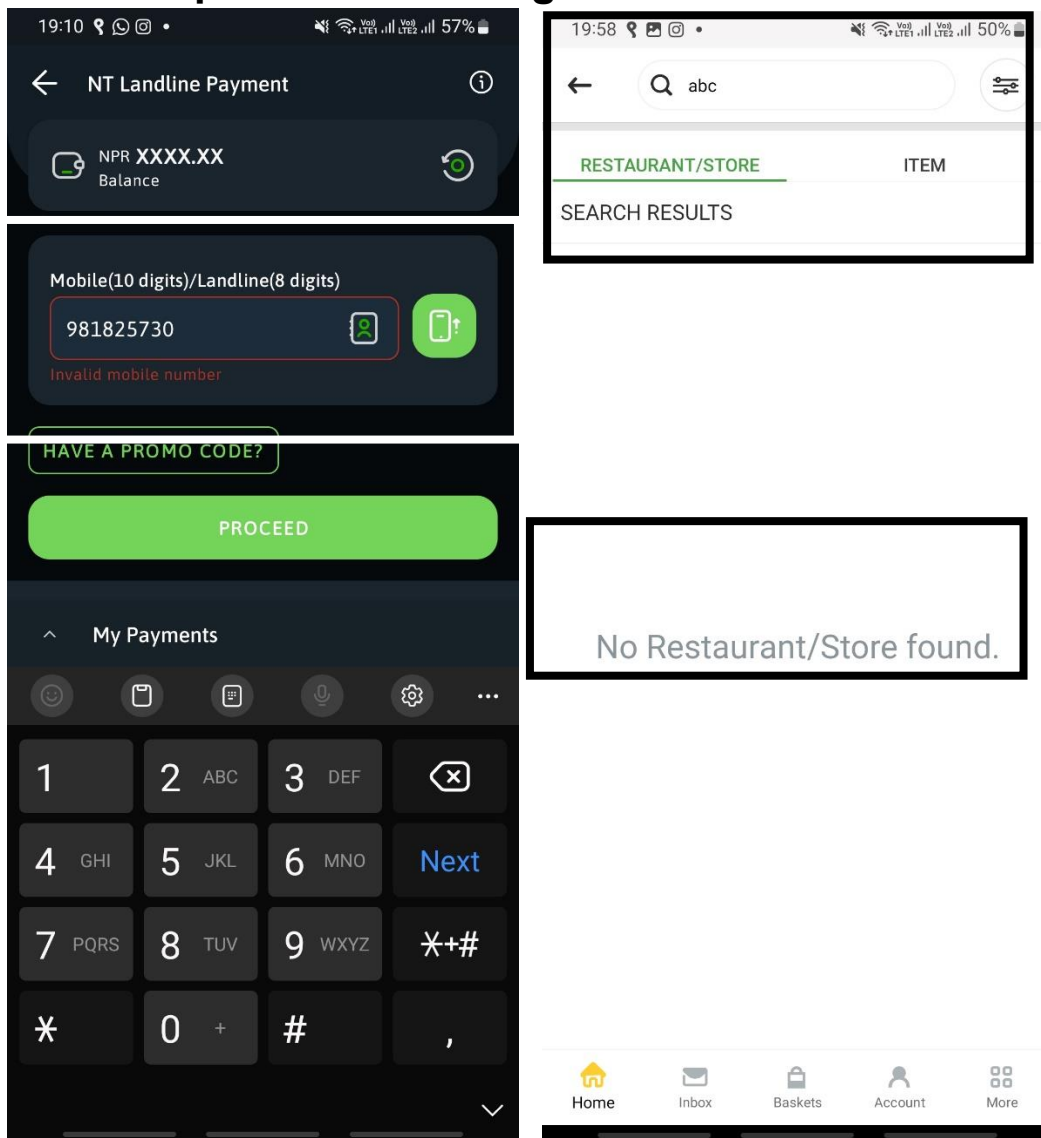 19:10 57%
NT Landline Payment
NPR XXXX.XX
Balance
Mobile(10 digits)/Landline(8 digits)
981825730
Invalid mobile number
HAVE A PROMO CODE?
PROCEED
My Payments
1 2 ABC 3 DEF
4 GHI 5 JKL 6 MNO Next
7 PQRS 8 TUV 9 WXYZ *+#
* 0 + # ,
19:58 50%
abc
RESTAURANT/STORE ITEM
SEARCH RESULTS
No Restaurant/Store found.
Home Inbox Baskets Account More